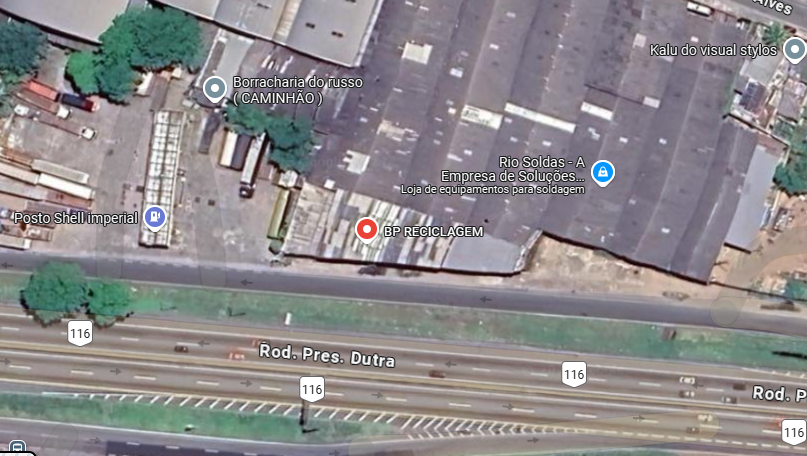 Alves
Kalu do visual stylos
Borracharia do russo
( CAMINHÃO )
Rio Soldas - A
Empresa de Soluções...
Loja de equipamentos para soldagem
Posto Shell imperial
BP RECICLAGEM
116
Rod. Pres. Dutra
116
116
Rod. P
116